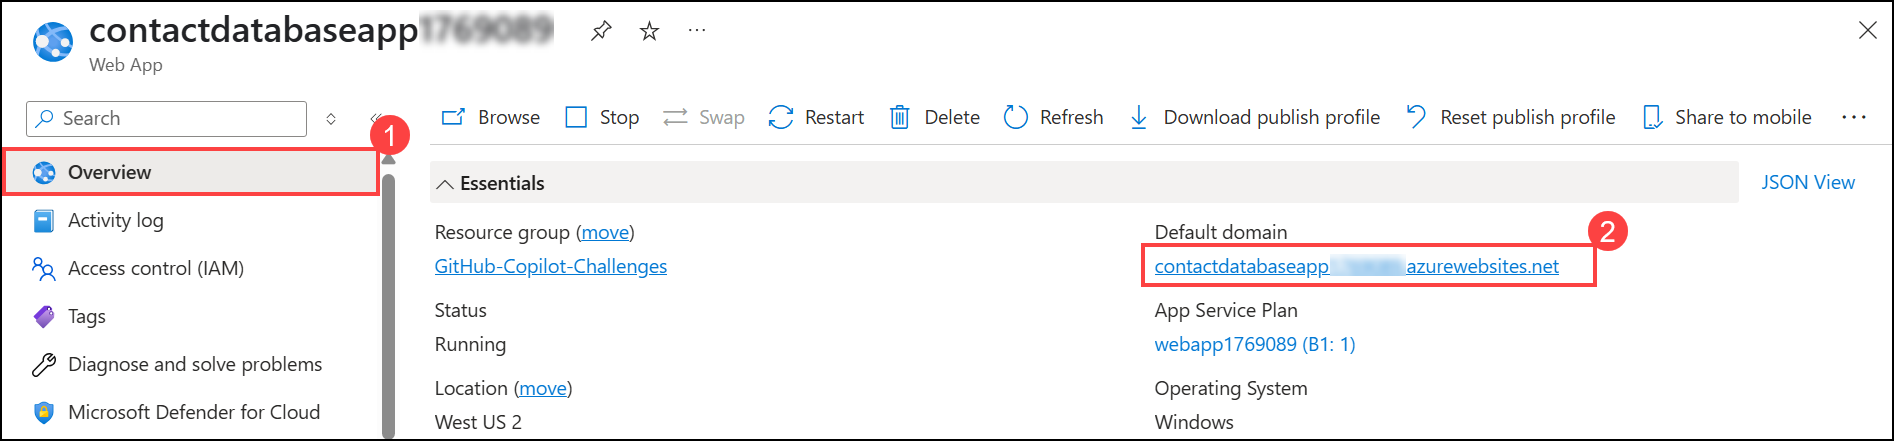 contactdatabaseapp
Web App
Search
1
Browse Stop Swap Restart Delete Refresh Download publish profile Reset publish profile Share to mobile
Overview
Activity log
Access control (IAM)
Tags
Diagnose and solve problems
Microsoft Defender for Cloud
Essentials
JSON View
Resource group (move)
GitHub-Copilot-Challenges
Status
Running
Location (move)
West US 2
Default domain
2
contactdatabaseapp azurewebsites.net
App Service Plan
webapp1769089 (B1: 1)
Operating System
Windows